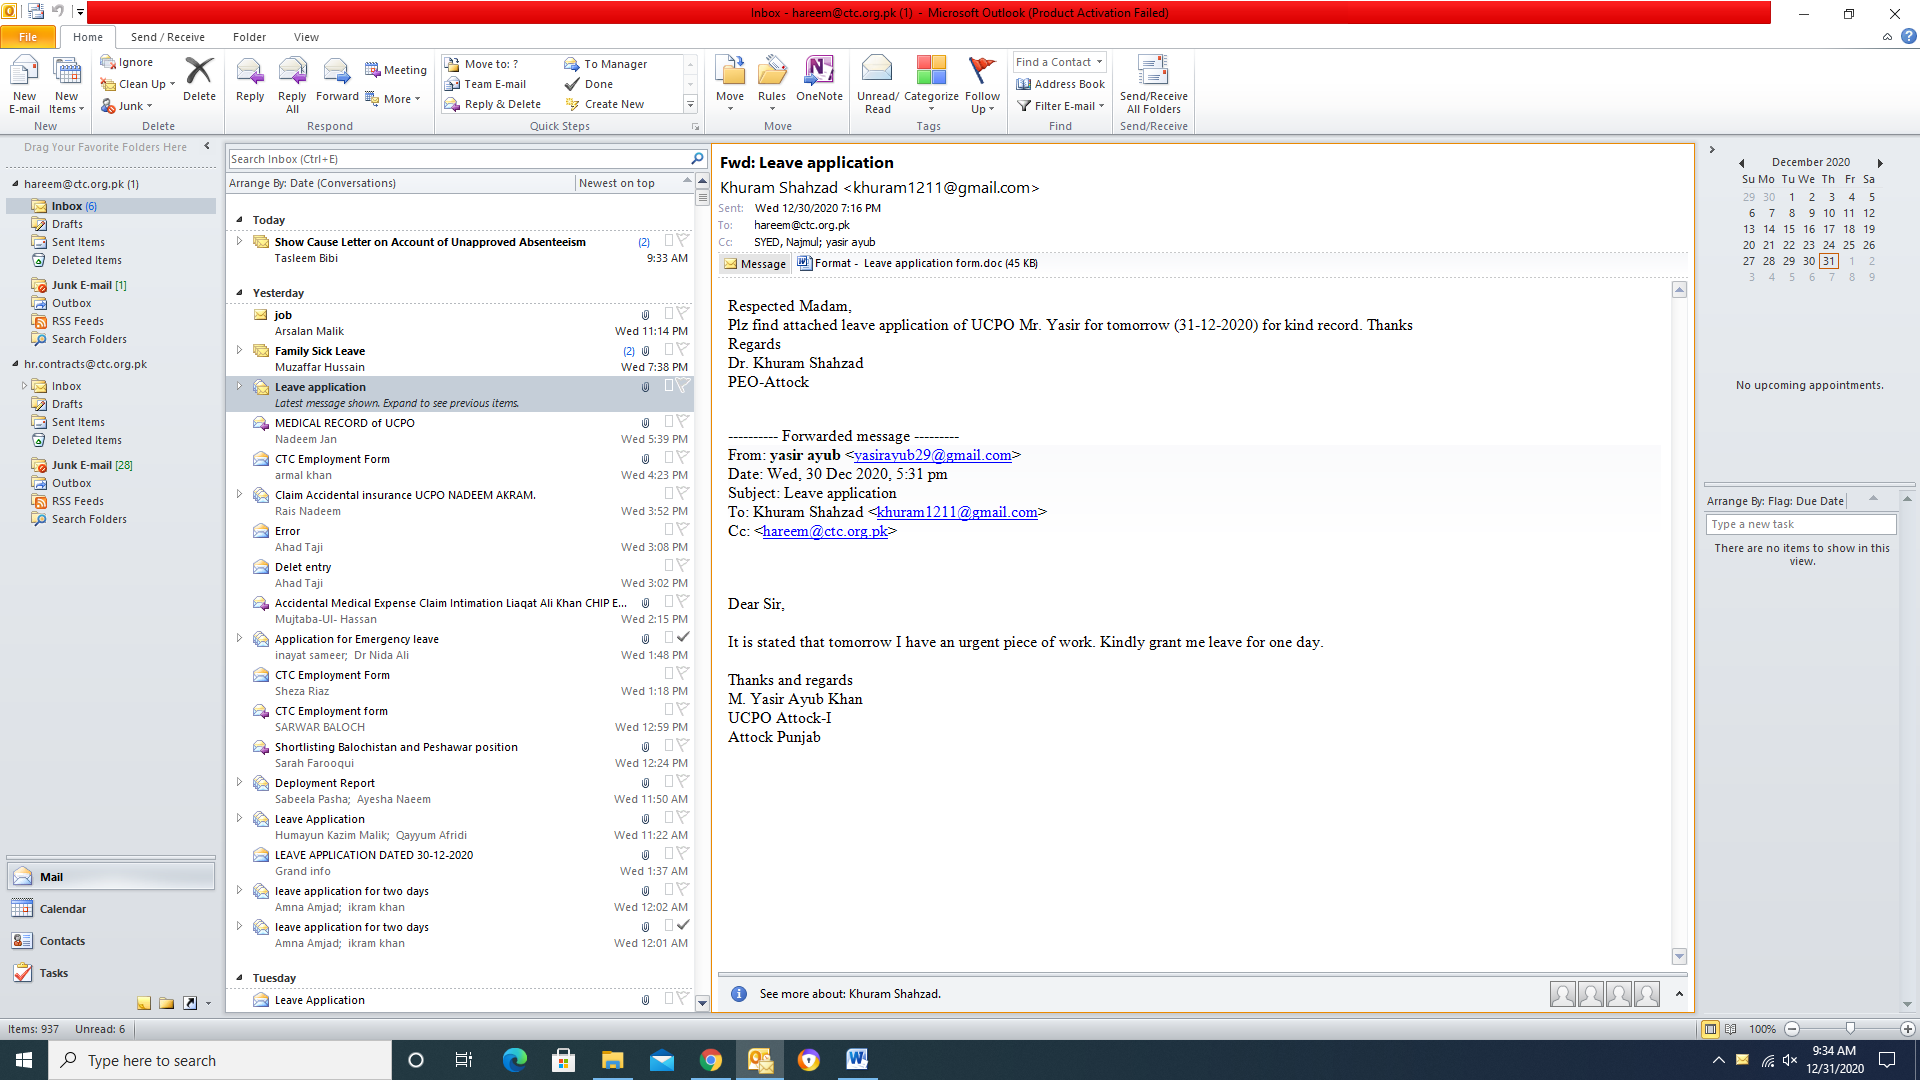 Inbox - hareem@ctc.org.pk (1) - Microsoft Outlook (Product Activation Failed)
File Home Send / Receive Folder View
New E-mail
New Items
Ignore
Clean Up
Junk
Delete
Reply
Reply All
Forward
Meeting
More
Move to: ?
Team E-mail
Reply & Delete
To Manager
Done
Create New
Move
Rules
OneNote
Unread/ Read
Categorize
Follow Up
Find a Contact
Address Book
Filter E-mail
Send/Receive All Folders
New Delete Respond Quick Steps Move Tags Find Send/Receive
Drag Your Favorite Folders Here
hareem@ctc.org.pk (1)
Inbox (6)
Drafts
Sent Items
Deleted Items
Junk E-mail [1]
Outbox
RSS Feeds
Search Folders
hr.contracts@ctc.org.pk
Inbox
Drafts
Sent Items
Deleted Items
Junk E-mail [28]
Outbox
RSS Feeds
Search Folders
Mail
Calendar
Contacts
Tasks
Search Inbox (Ctrl+E)
Arrange By: Date (Conversations) Newest on top
Today
Show Cause Letter on Account of Unapproved Absenteeism (2)
Tasleem Bibi 9:33 AM
Yesterday
job
Arsalan Malik Wed 11:14 PM
Family Sick Leave (2)
Muzaffar Hussain Wed 7:38 PM
Leave application
Latest message shown. Expand to see previous items.
MEDICAL RECORD of UCPO
Nadeem Jan Wed 5:39 PM
CTC Employment Form
armal khan Wed 4:23 PM
Claim Accidental insurance UCPO NADEEM AKRAM.
Rais Nadeem Wed 3:52 PM
Error
Ahad Taji Wed 3:08 PM
Delet entry
Ahad Taji Wed 3:02 PM
Accidental Medical Expense Claim Intimation Liaqat Ali Khan CHIP E...
Mujtaba-Ul- Hassan Wed 2:15 PM
Application for Emergency leave
inayat sameer; Dr Nida Ali Wed 1:48 PM
CTC Employment Form
Sheza Riaz Wed 1:18 PM
CTC Employment form
SARWAR BALOCH Wed 12:59 PM
Shortlisting Balochistan and Peshawar position
Sarah Farooqui Wed 12:24 PM
Deployment Report
Sabeela Pasha; Ayesha Naeem Wed 11:50 AM
Leave Application
Humayun Kazim Malik; Qayyum Afridi Wed 11:22 AM
LEAVE APPLICATION DATED 30-12-2020
Grand info Wed 1:37 AM
leave application for two days
Amna Amjad; ikram khan Wed 12:02 AM
leave application for two days
Amna Amjad; ikram khan Wed 12:01 AM
Tuesday
Leave Application
Fwd: Leave application
Khuram Shahzad <khuram1211@gmail.com>
Sent: Wed 12/30/2020 7:16 PM
To: hareem@ctc.org.pk
Cc: SYED, Najmul; yasir ayub
Message Format - Leave application form.doc (45 KB)
Respected Madam,
Plz find attached leave application of UCPO Mr. Yasir for tomorrow (31-12-2020) for kind record. Thanks
Regards
Dr. Khuram Shahzad
PEO-Attock
---------- Forwarded message ---------
From: yasir ayub <yasirayub29@gmail.com>
Date: Wed, 30 Dec 2020, 5:31 pm
Subject: Leave application
To: Khuram Shahzad <khuram1211@gmail.com>
Cc: <hareem@ctc.org.pk>
Dear Sir,
It is stated that tomorrow I have an urgent piece of work. Kindly grant me leave for one day.
Thanks and regards
M. Yasir Ayub Khan
UCPO Attock-I
Attock Punjab
See more about: Khuram Shahzad.
December 2020
Su Mo Tu We Th Fr Sa
29 30 1 2 3 4 5
6 7 8 9 10 11 12
13 14 15 16 17 18 19
20 21 22 23 24 25 26
27 28 29 30 31 1 2
3 4 5 6 7 8 9
No upcoming appointments.
Arrange By: Flag: Due Date
Type a new task
There are no items to show in this view.
Items: 937 Unread: 6
100%
Type here to search
9:34 AM
12/31/2020